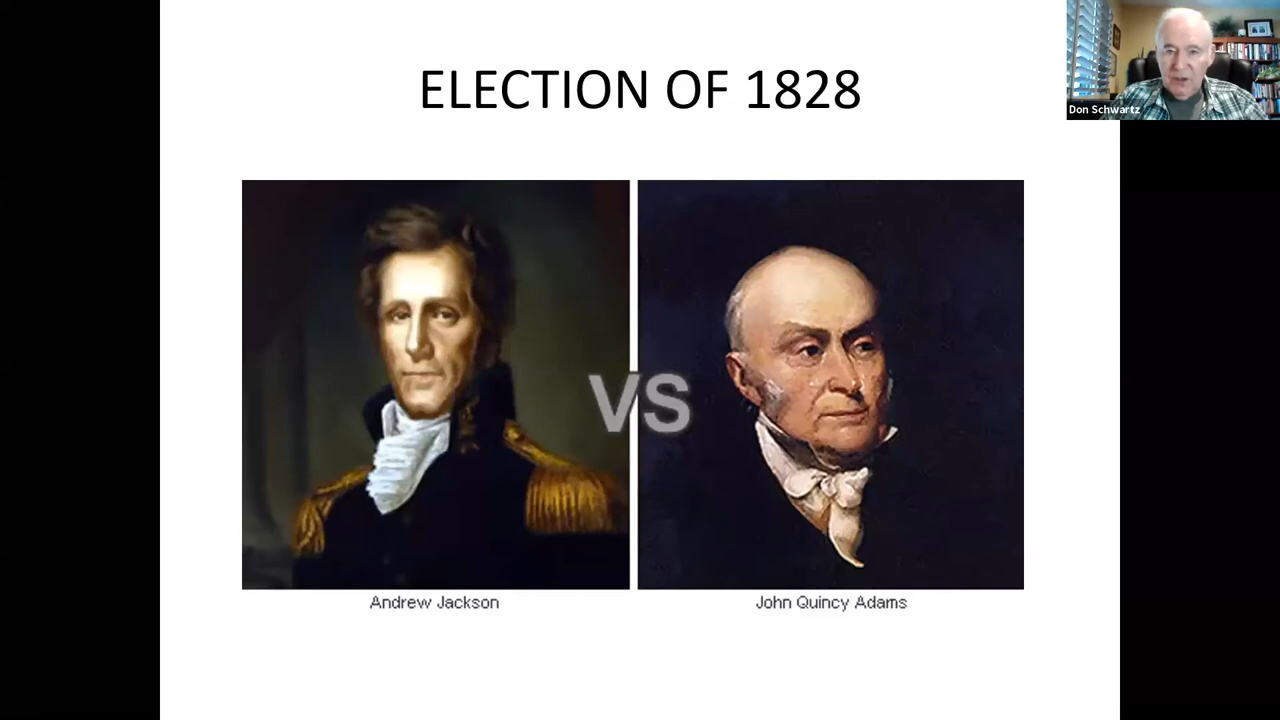 ELECTION OF 1828
Don Schwartz
VS
Andrew Jackson
John Quincy Adams